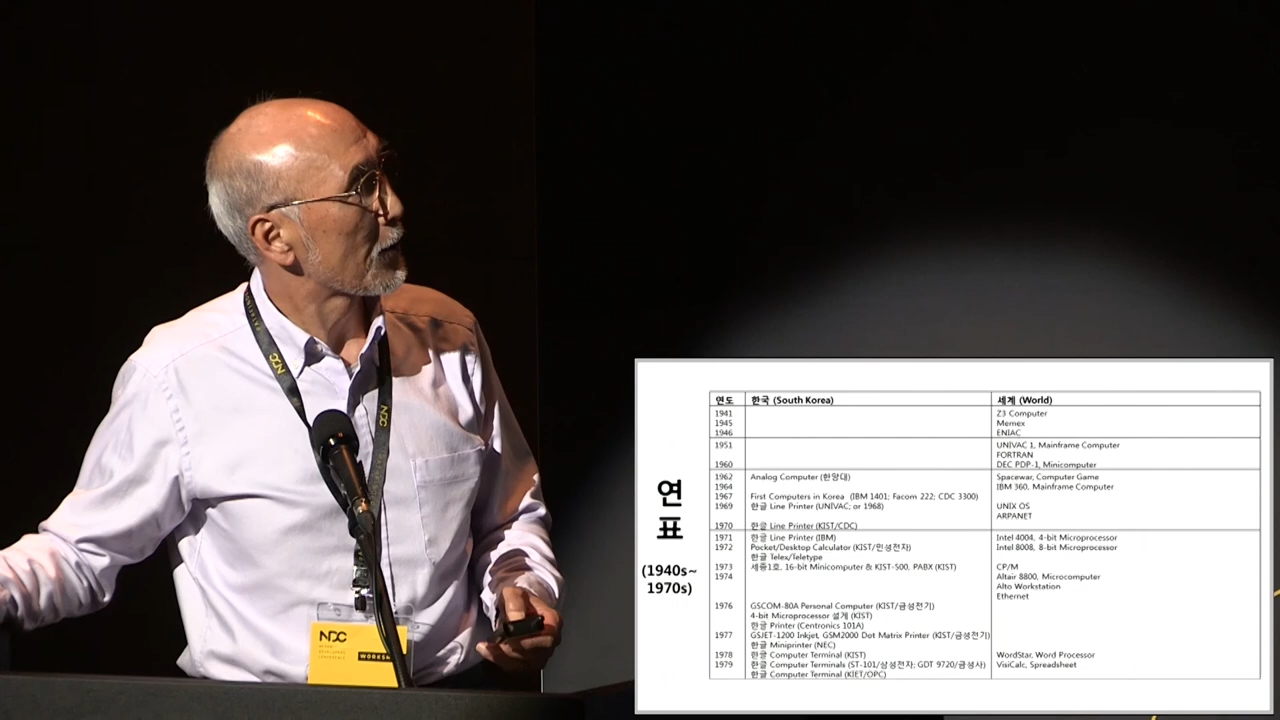 NDC
NDC
NDC
WORKSH
연
표
(1940s~
1970s)
연도 한국 (South Korea) 세계 (World)
1941 Z3 Computer
1945 Memex
1946 ENIAC
1951 UNIVAC 1, Mainframe Computer
FORTRAN
1960 DEC PDP-1, Minicomputer
1962 Analog Computer (한양대) Spacewar, Computer Game
1964 IBM 360, Mainframe Computer
1967 First Computers in Korea (IBM 1401; Facom 222; CDC 3300)
1969 한글 Line Printer (UNIVAC; or 1968) UNIX OS
ARPANET
1970 한글 Line Printer (KIST/CDC)
1971 한글 Line Printer (IBM) Intel 4004, 4-bit Microprocessor
1972 Pocket/Desktop Calculator (KIST/민성전자) Intel 8008, 8-bit Microprocessor
한글 Telex/Teletype
1973 세종1호, 16-bit Minicomputer & KIST-500, PABX (KIST) CP/M
1974 Altair 8800, Microcomputer
Alto Workstation
Ethernet
1976 GSCOM-80A Personal Computer (KIST/금성전기)
4-bit Microprocessor 설계 (KIST)
한글 Printer (Centronics 101A)
1977 GSJET-1200 Inkjet, GSM2000 Dot Matrix Printer (KIST/금성전기)
한글 Miniprinter (NEC)
1978 한글 Computer Terminal (KIST) WordStar, Word Processor
1979 한글 Computer Terminals (ST-101/삼성전자; GDT 9720/금성사) VisiCalc, Spreadsheet
한글 Computer Terminal (KIET/OPC)